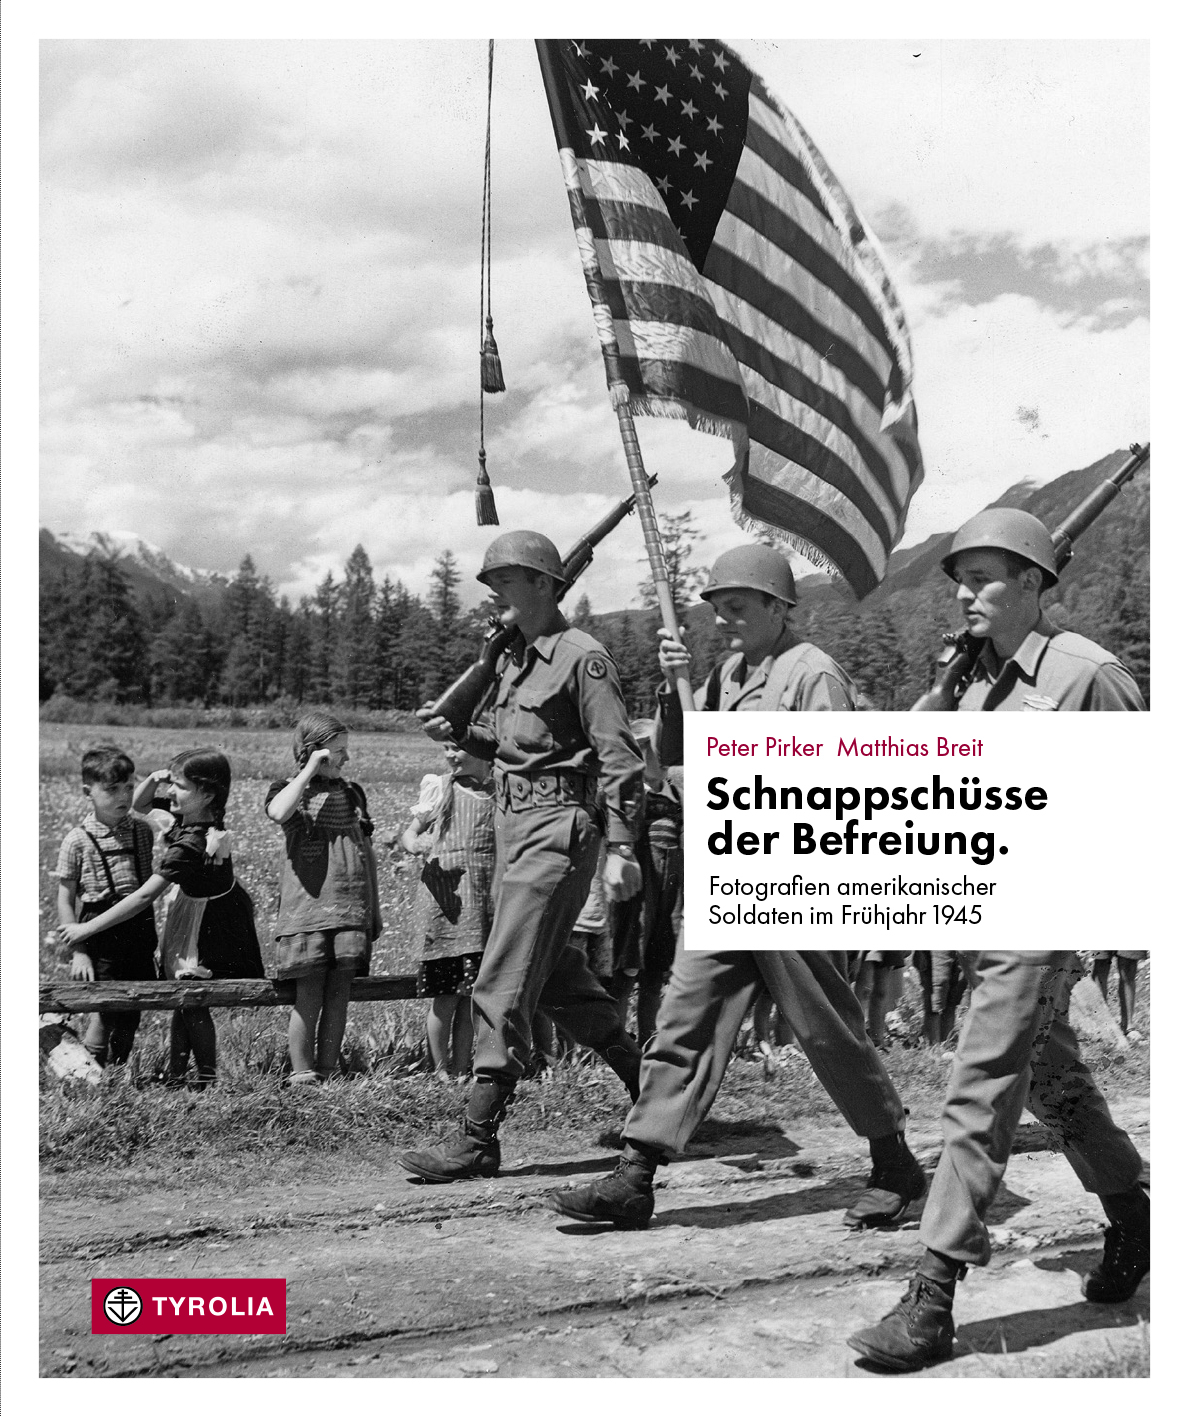 Peter Pirker Matthias Breit
Schnappschüsse
der Befreiung.
Fotografien amerikanischer
Soldaten im Frühjahr 1945
TYROLIA